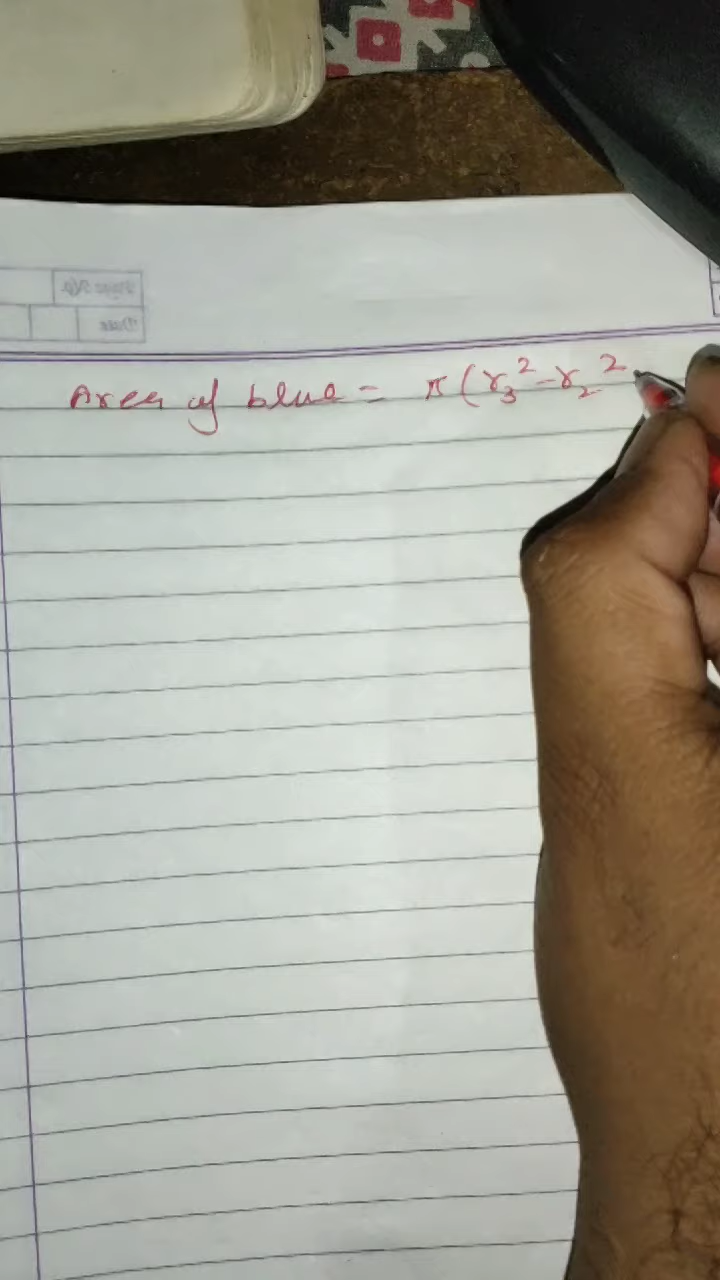 Area of blue = π(r₃² - r₂²